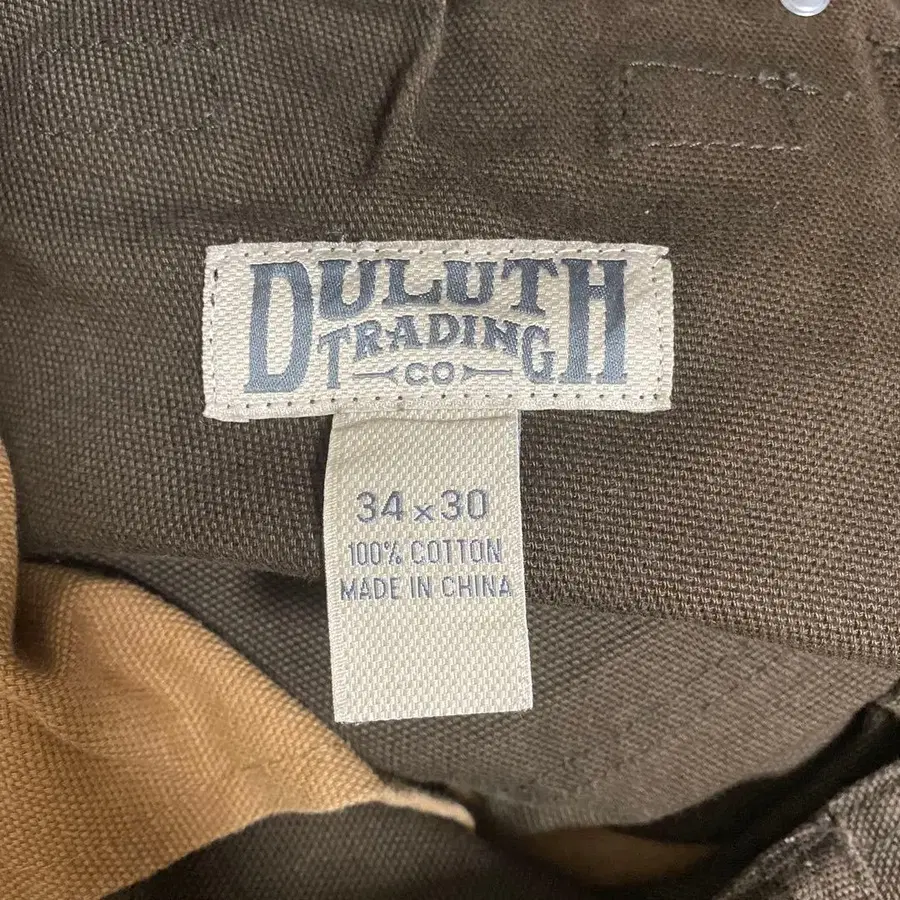 DULUTH
TRADING
CO
34 x 30
100% COTTON
MADE IN CHINA